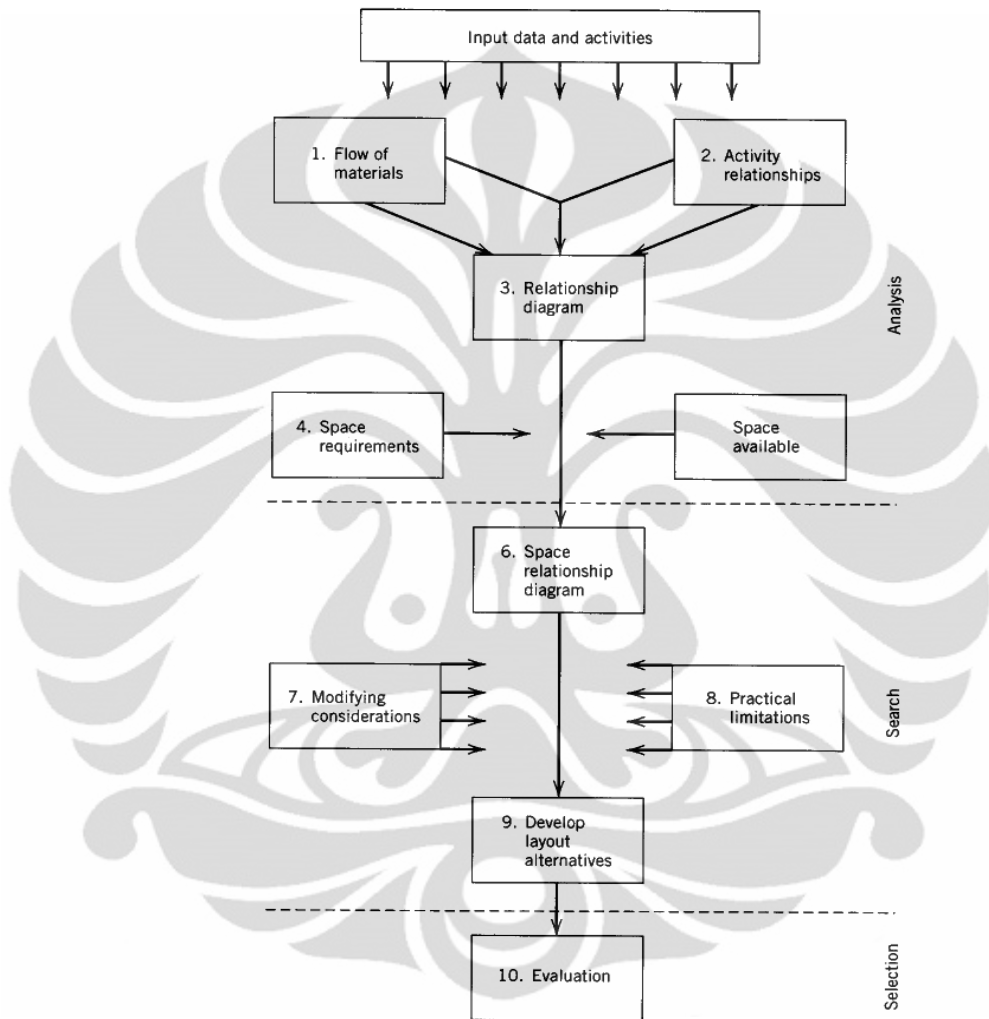 Input data and activities
1. Flow of
materials
2. Activity
relationships
3. Relationship
diagram
Analysis
4. Space
requirements
Space
available
6. Space
relationship
diagram
7. Modifying
considerations
8. Practical
limitations
Search
9. Develop
layout
alternatives
10. Evaluation
Selection